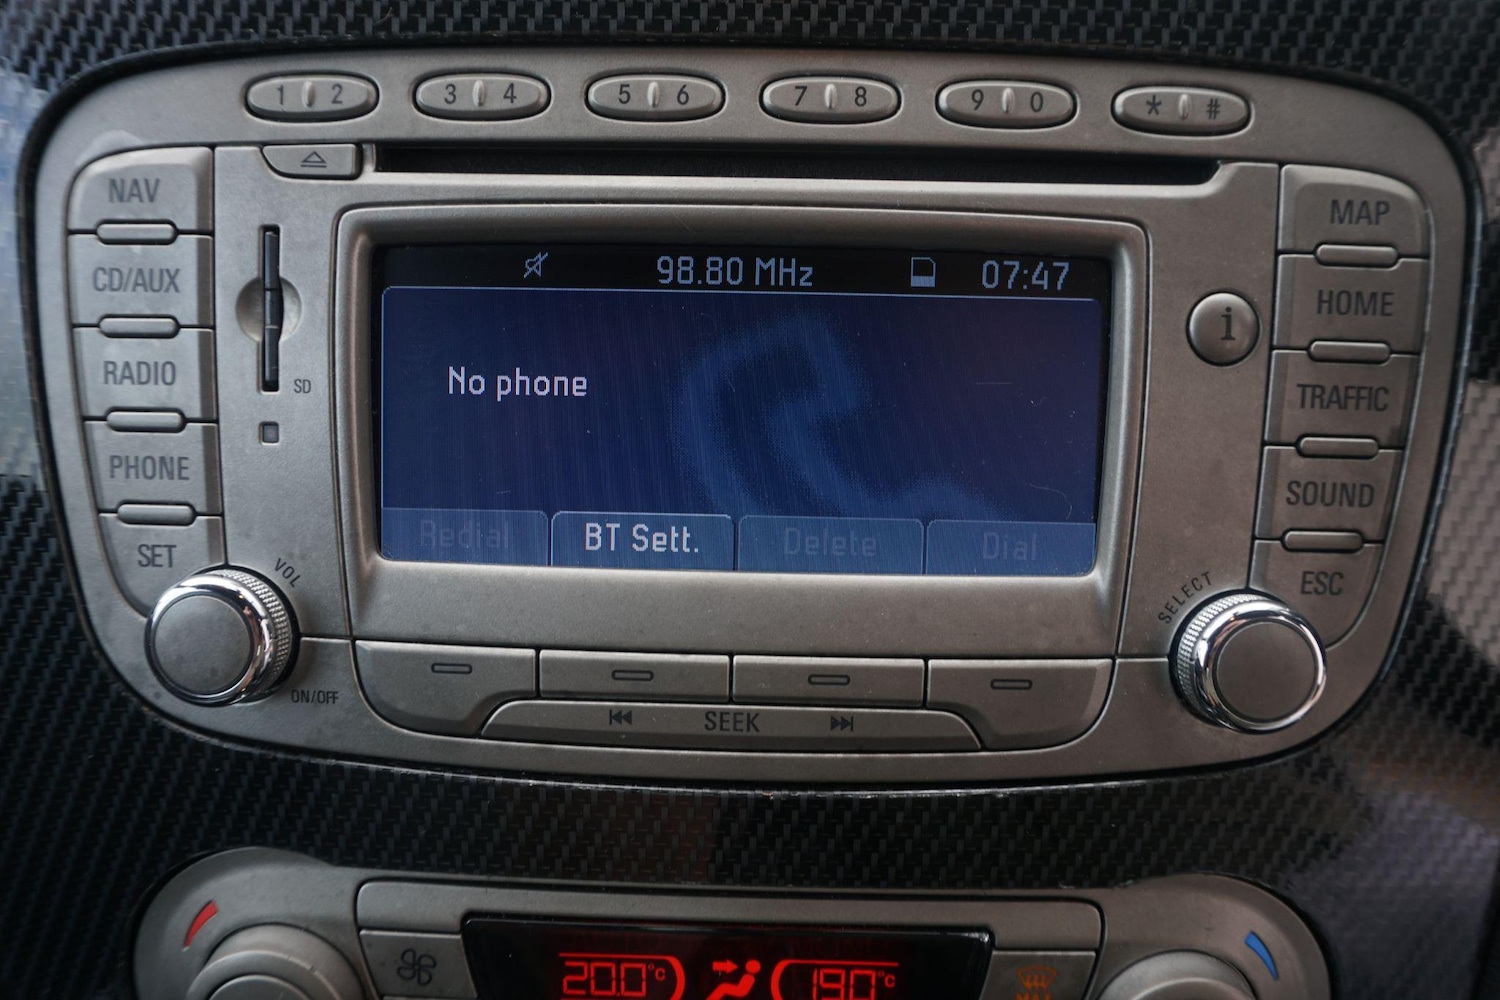 1 2 3 4 5 6 7 8 9 0 * #
NAV
CD/AUX
RADIO
PHONE
SET
VOL
ON/OFF
SD
98.80 MHz 07:47
No phone
Redial BT Sett. Delete Dial
SEEK
i
MAP
HOME
TRAFFIC
SOUND
ESC
SELECT
20.0°C 19.0°C
MAX